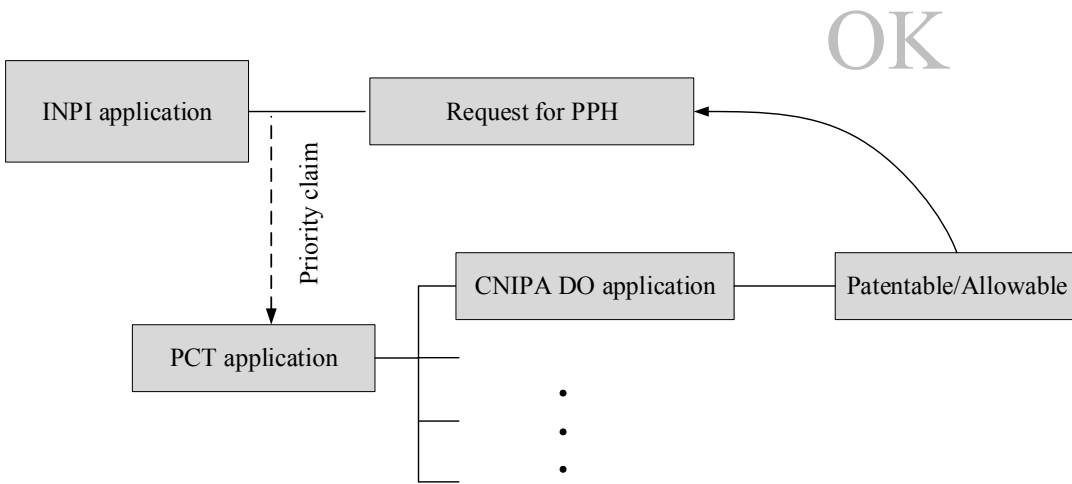 OK
INPI application
Request for PPH
Priority claim
CNIPA DO application
Patentable/Allowable
PCT application